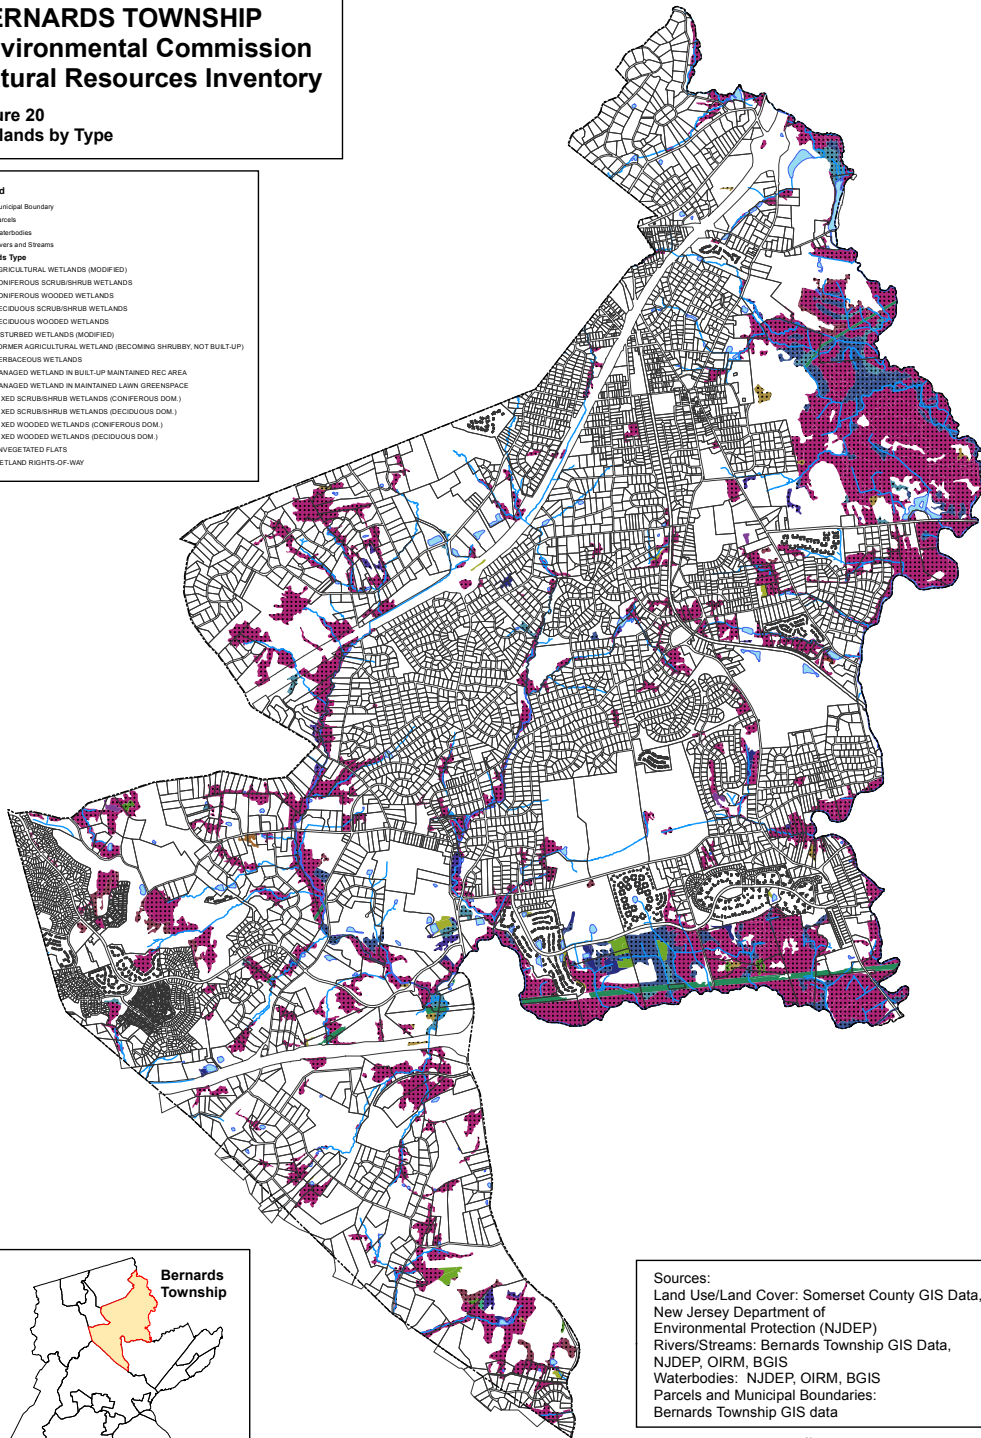 ERNARDS TOWNSHIP
vironmental Commission
tural Resources Inventory
ure 20
lands by Type
d
unicipal Boundary
arcels
aterbodies
vers and Streams
ds Type
GRICULTURAL WETLANDS (MODIFIED)
ONIFEROUS SCRUB/SHRUB WETLANDS
ONIFEROUS WOODED WETLANDS
ECIDUOUS SCRUB/SHRUB WETLANDS
ECIDUOUS WOODED WETLANDS
STURBED WETLANDS (MODIFIED)
ORMER AGRICULTURAL WETLAND (BECOMING SHRUBBY, NOT BUILT-UP)
ERBACEOUS WETLANDS
ANAGED WETLAND IN BUILT-UP MAINTAINED REC AREA
ANAGED WETLAND IN MAINTAINED LAWN GREENSPACE
XED SCRUB/SHRUB WETLANDS (CONIFEROUS DOM.)
XED SCRUB/SHRUB WETLANDS (DECIDUOUS DOM.)
XED WOODED WETLANDS (CONIFEROUS DOM.)
XED WOODED WETLANDS (DECIDUOUS DOM.)
NVEGETATED FLATS
ETLAND RIGHTS-OF-WAY
Bernards
Township
Sources:
Land Use/Land Cover: Somerset County GIS Data,
New Jersey Department of
Environmental Protection (NJDEP)
Rivers/Streams: Bernards Township GIS Data,
NJDEP, OIRM, BGIS
Waterbodies: NJDEP, OIRM, BGIS
Parcels and Municipal Boundaries:
Bernards Township GIS data